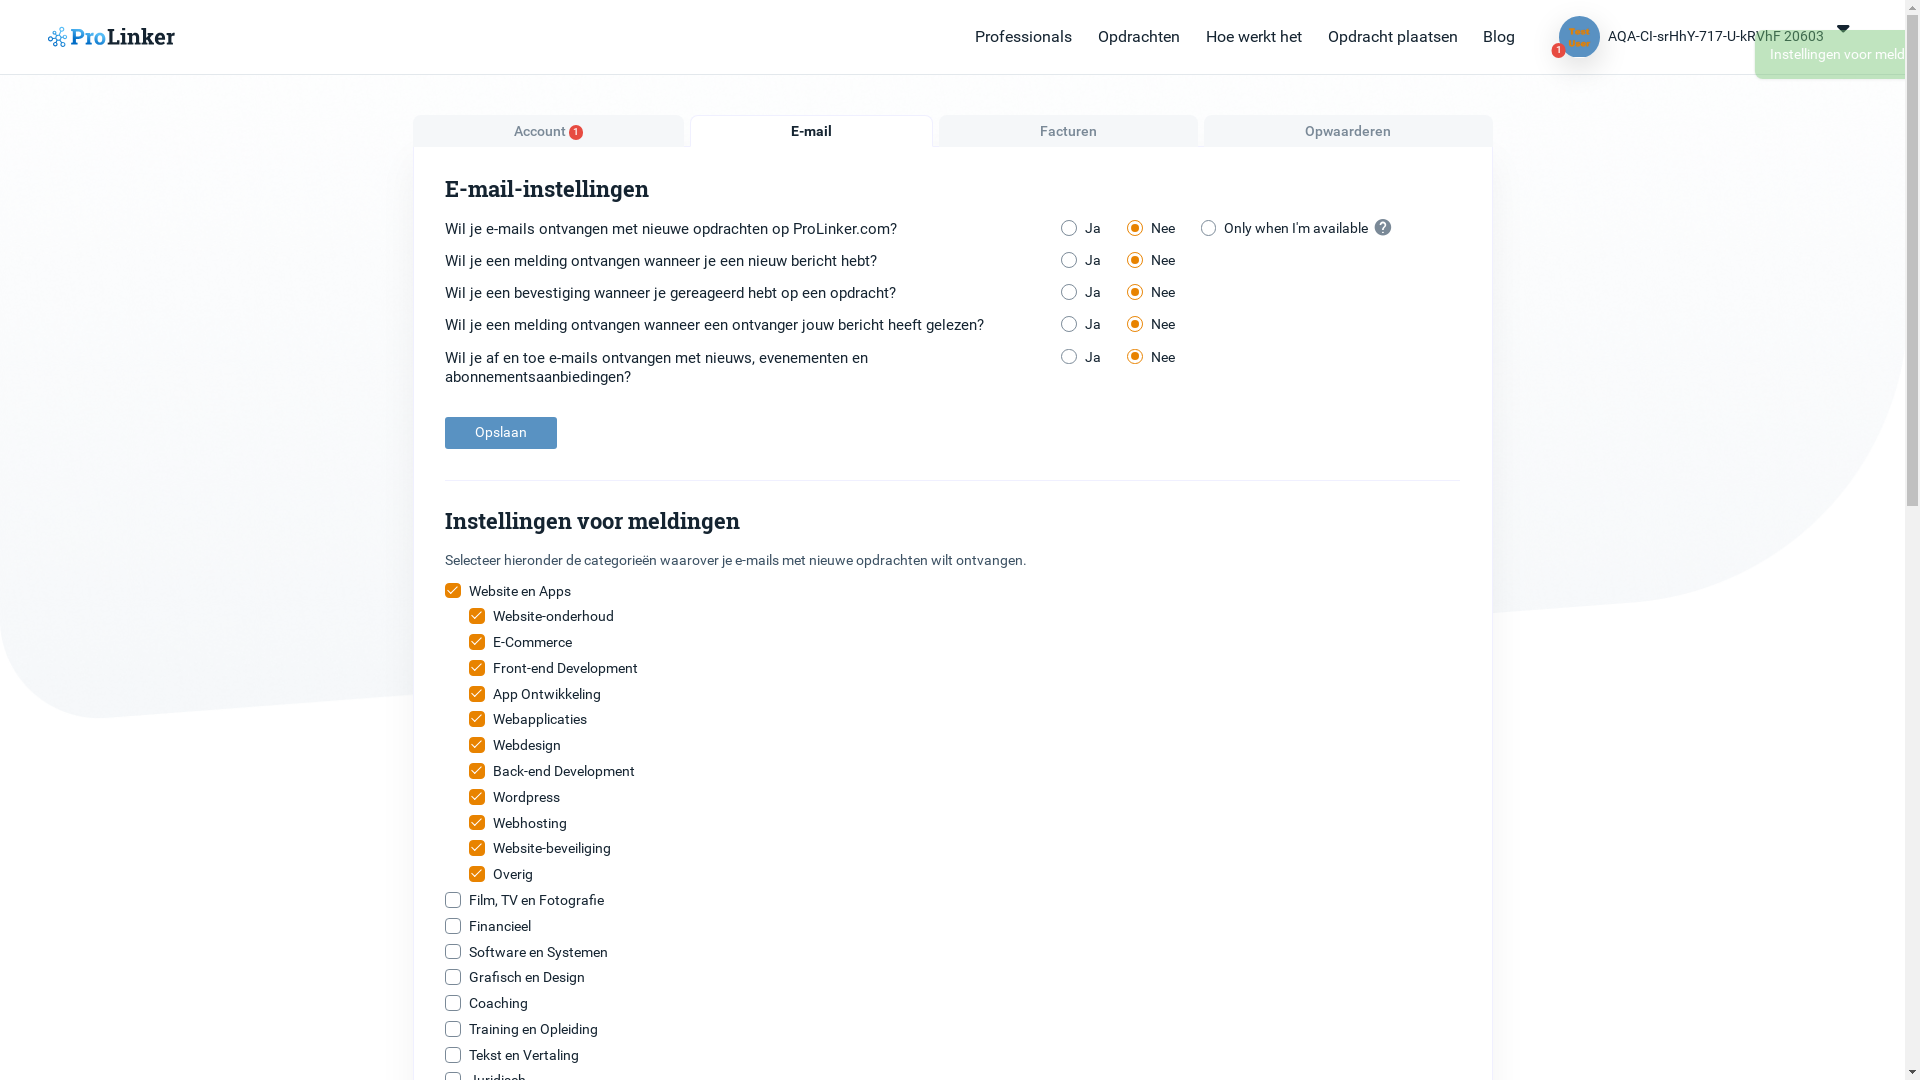 ProLinker
Professionals Opdrachten Hoe werkt het Opdracht plaatsen Blog
Test User
1
AQA-CI-srHhY-717-U-kRVhF 20603
Instellingen voor meld
Account 1 E-mail Facturen Opwaarderen
E-mail-instellingen
Wil je e-mails ontvangen met nieuwe opdrachten op ProLinker.com? Ja Nee Only when I'm available ?
Wil je een melding ontvangen wanneer je een nieuw bericht hebt? Ja Nee
Wil je een bevestiging wanneer je gereageerd hebt op een opdracht? Ja Nee
Wil je een melding ontvangen wanneer een ontvanger jouw bericht heeft gelezen? Ja Nee
Wil je af en toe e-mails ontvangen met nieuws, evenementen en Ja Nee
abonnementsaanbiedingen?
Opslaan
Instellingen voor meldingen
Selecteer hieronder de categorieën waarover je e-mails met nieuwe opdrachten wilt ontvangen.
Website en Apps
Website-onderhoud
E-Commerce
Front-end Development
App Ontwikkeling
Webapplicaties
Webdesign
Back-end Development
Wordpress
Webhosting
Website-beveiliging
Overig
Film, TV en Fotografie
Financieel
Software en Systemen
Grafisch en Design
Coaching
Training en Opleiding
Tekst en Vertaling
Juridisch